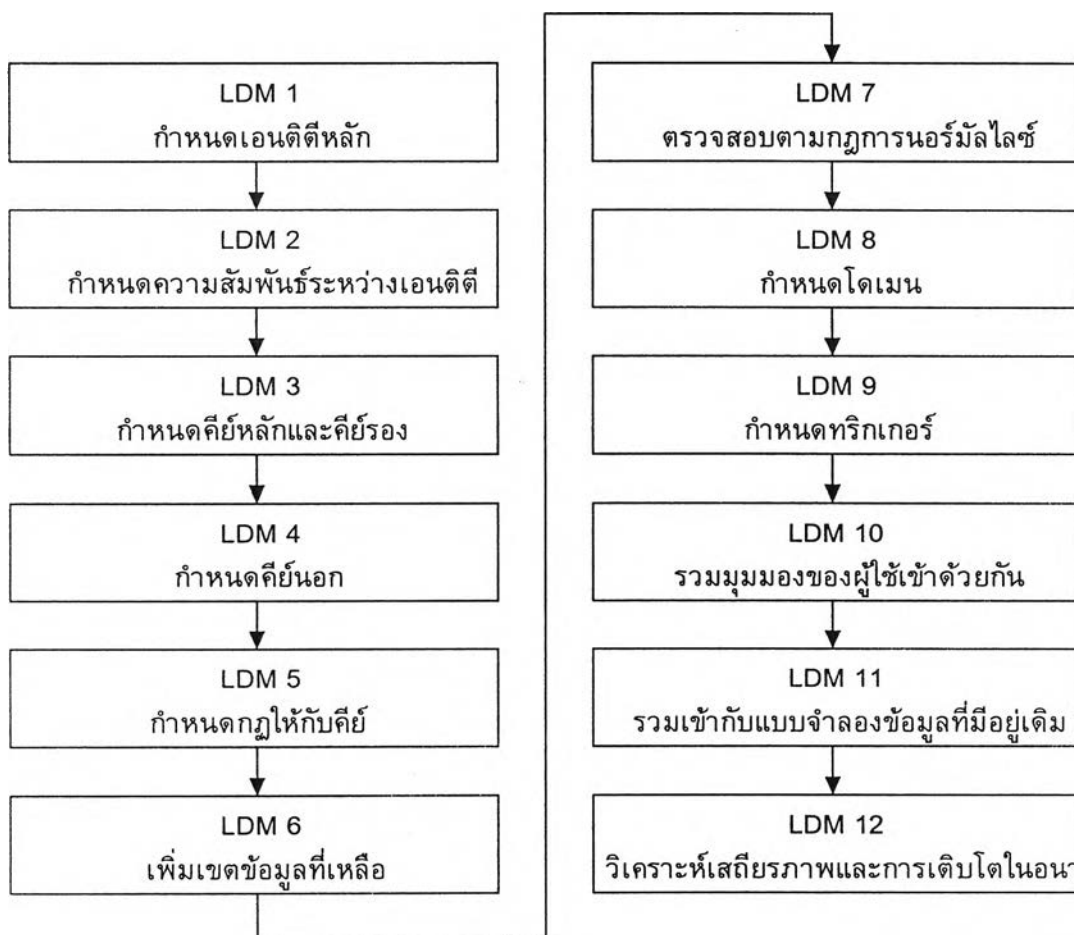 LDM 1
กำหนดเอนติตีหลัก
LDM 2
กำหนดความสัมพันธ์ระหว่างเอนติตี
LDM 3
กำหนดคีย์หลักและคีย์รอง
LDM 4
กำหนดคีย์นอก
LDM 5
กำหนดกฎให้กับคีย์
LDM 6
เพิ่มเขตข้อมูลที่เหลือ
LDM 7
ตรวจสอบตามกฎการนอร์มัลไลซ์
LDM 8
กำหนดโดเมน
LDM 9
กำหนดทริกเกอร์
LDM 10
รวมมุมมองของผู้ใช้เข้าด้วยกัน
LDM 11
รวมเข้ากับแบบจำลองข้อมูลที่มีอยู่เดิม
LDM 12
วิเคราะห์เสถียรภาพและการเติบโตในอนา